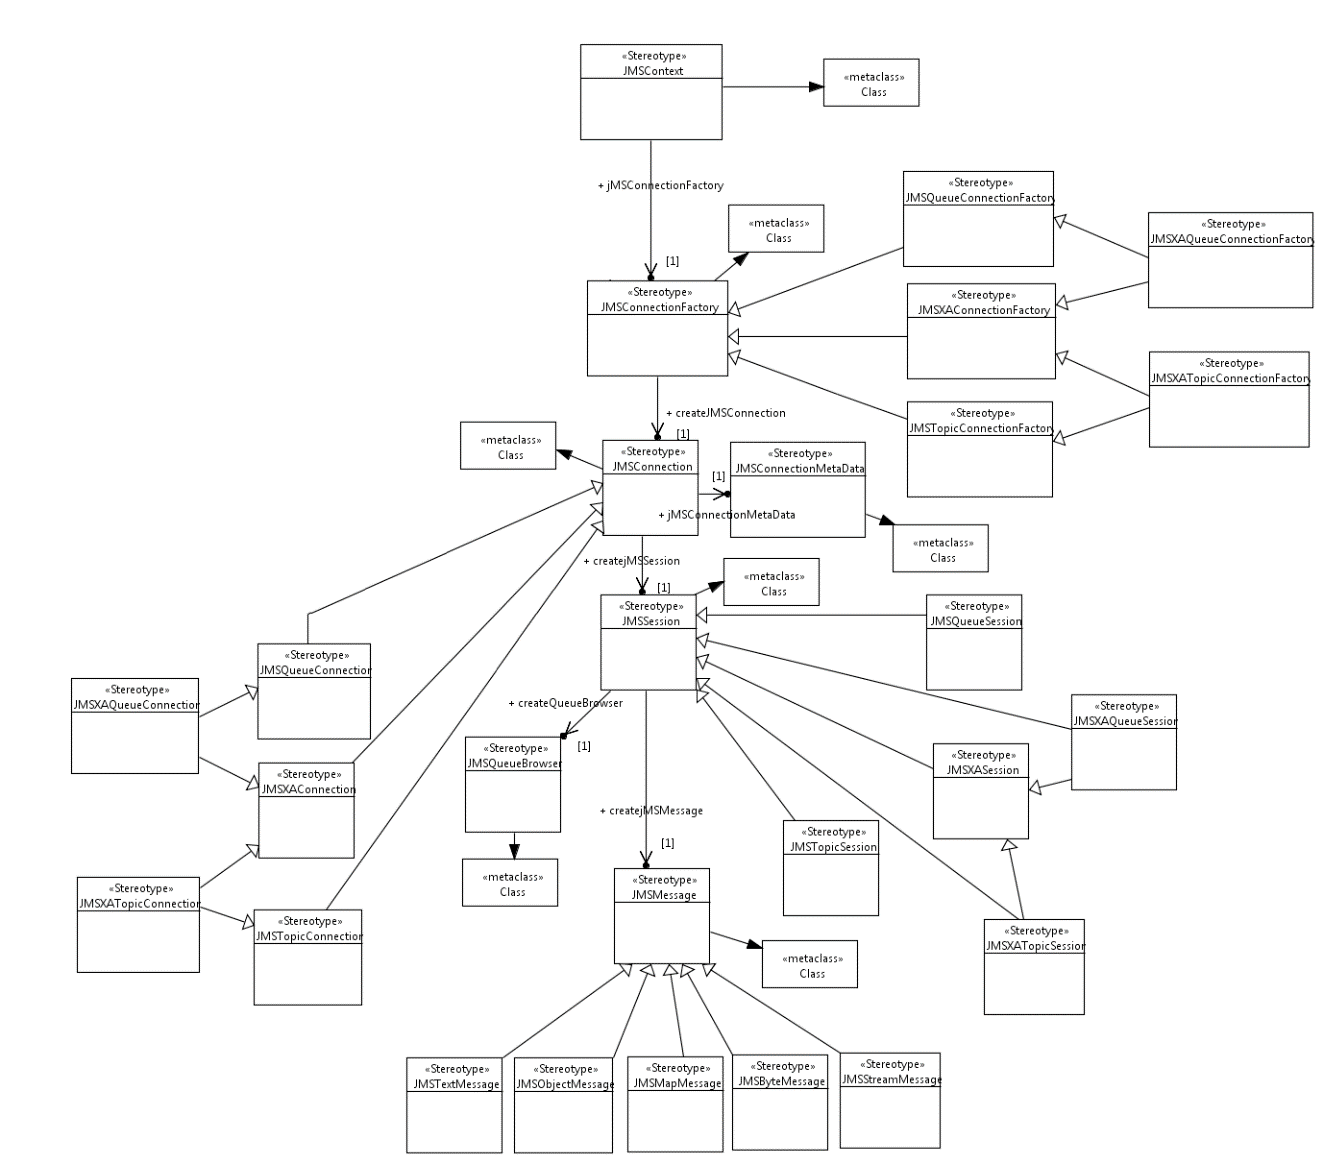 «Stereotype»
JMSContext
«metaclass»
Class
+ jMSConnectionFactory
[1]
«metaclass»
Class
«Stereotype»
JMSQueueConnectionFactory
«Stereotype»
JMSXAQueueConnectionFactory
«Stereotype»
JMSConnectionFactory
«Stereotype»
JMSXAConnectionFactory
«Stereotype»
JMSXATopicConnectionFactory
«Stereotype»
JMSTopicConnectionFactory
+ createJMSConnection
[1]
«metaclass»
Class
«Stereotype»
JMSConnection
[1]
+ jMSConnectionMetaData
«Stereotype»
JMSConnectionMetaData
«metaclass»
Class
+ createjMSSession
[1]
«metaclass»
Class
«Stereotype»
JMSSession
«Stereotype»
JMSQueueSession
«Stereotype»
JMSQueueConnection
«Stereotype»
JMSXAQueueConnection
«Stereotype»
JMSXAConnection
«Stereotype»
JMSXATopicConnection
«Stereotype»
JMSTopicConnection
+ createQueueBrowser
[1]
«Stereotype»
JMSQueueBrowser
«metaclass»
Class
«Stereotype»
JMSXAQueueSession
«Stereotype»
JMSXASession
«Stereotype»
JMSTopicSession
«Stereotype»
JMSXATopicSession
+ createjMSMessage
[1]
«Stereotype»
JMSMessage
«metaclass»
Class
«Stereotype»
JMSTextMessage
«Stereotype»
JMSObjectMessage
«Stereotype»
JMSMapMessage
«Stereotype»
JMSByteMessage
«Stereotype»
JMSStreamMessage